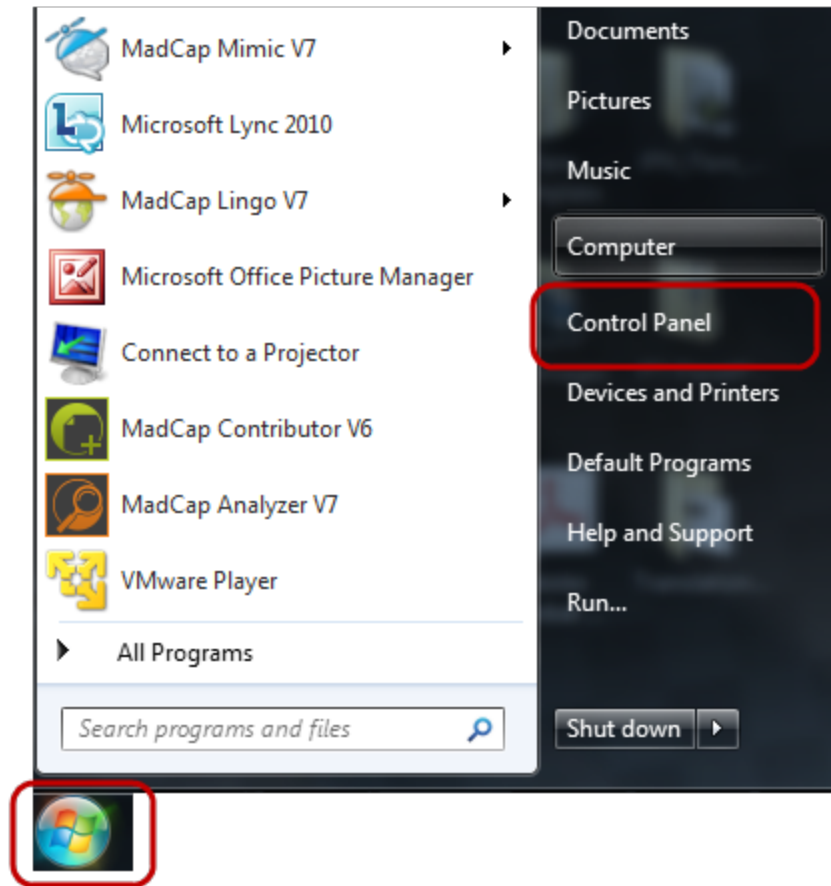 MadCap Mimic V7
Microsoft Lync 2010
MadCap Lingo V7
Microsoft Office Picture Manager
Connect to a Projector
MadCap Contributor V6
MadCap Analyzer V7
VMware Player
All Programs
Search programs and files
Documents
Pictures
Music
Computer
Control Panel
Devices and Printers
Default Programs
Help and Support
Run...
Shut down